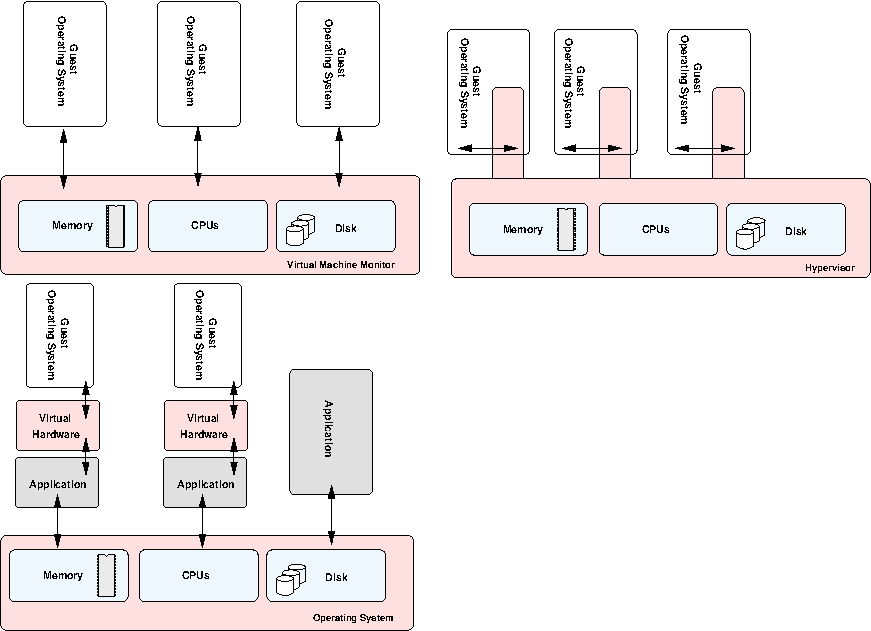 Guest
Operating System
Guest
Operating System
Guest
Operating System
Memory
CPUs
Disk
Virtual Machine Monitor
Guest
Operating System
Guest
Operating System
Guest
Operating System
Memory
CPUs
Disk
Hypervisor
Guest
Operating System
Guest
Operating System
Virtual
Hardware
Virtual
Hardware
Application
Application
Application
Memory
CPUs
Disk
Operating System